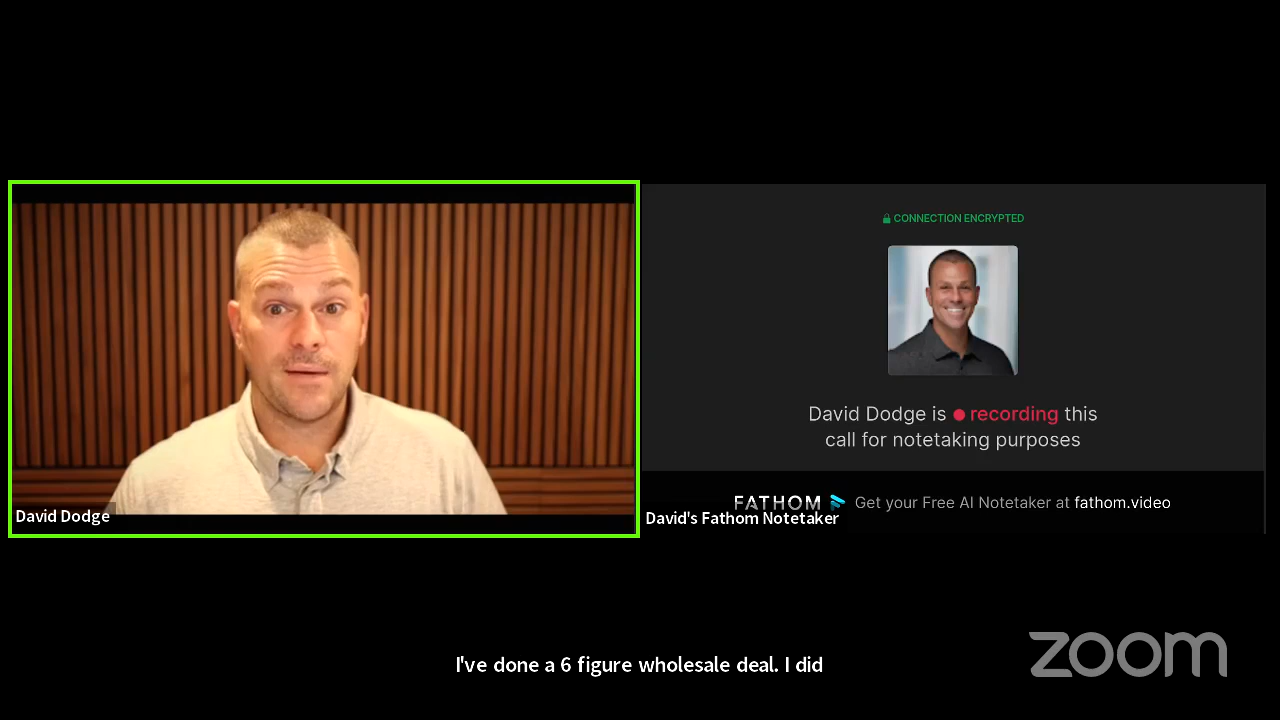 CONNECTION ENCRYPTED
David Dodge is recording this
call for notetaking purposes
FATHOM Get your Free AI Notetaker at fathom.video
David Dodge
David's Fathom Notetaker
I've done a 6 figure wholesale deal. I did
zoom